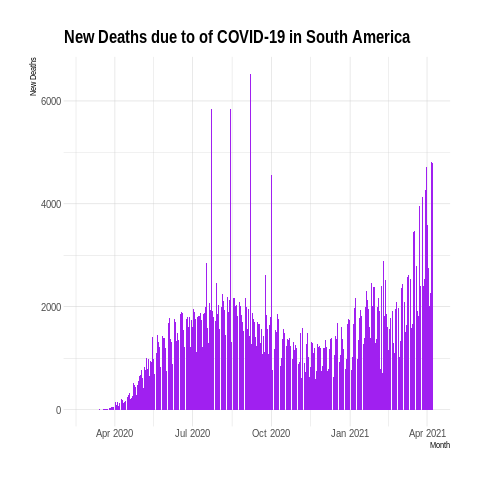 New Deaths due to of COVID-19 in South America
New Deaths
6000
4000
2000
0
Apr 2020 Jul 2020 Oct 2020 Jan 2021 Apr 2021
Month